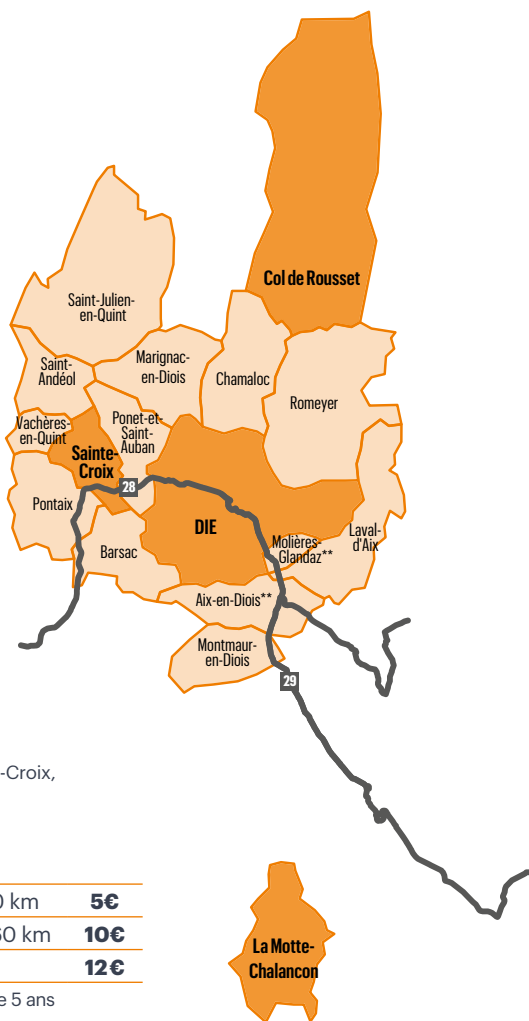 Col de Rousset
Saint-Julien-
en-Quint
Saint-
Andéol
Marignac-
en-Diois
Chamaloc
Romeyer
Vachères-
en-Quint
Ponet-et-
Saint-
Auban
Sainte-
Croix
28
Pontaix
DIE
Barsac
Molières-
Glandaz**
Laval-
d'Aix
Aix-en-Diois**
Montmaur-
en-Diois
29
-Croix,
0 km 5€
60 km 10€
12€
e 5 ans
La Motte-
Chalancon